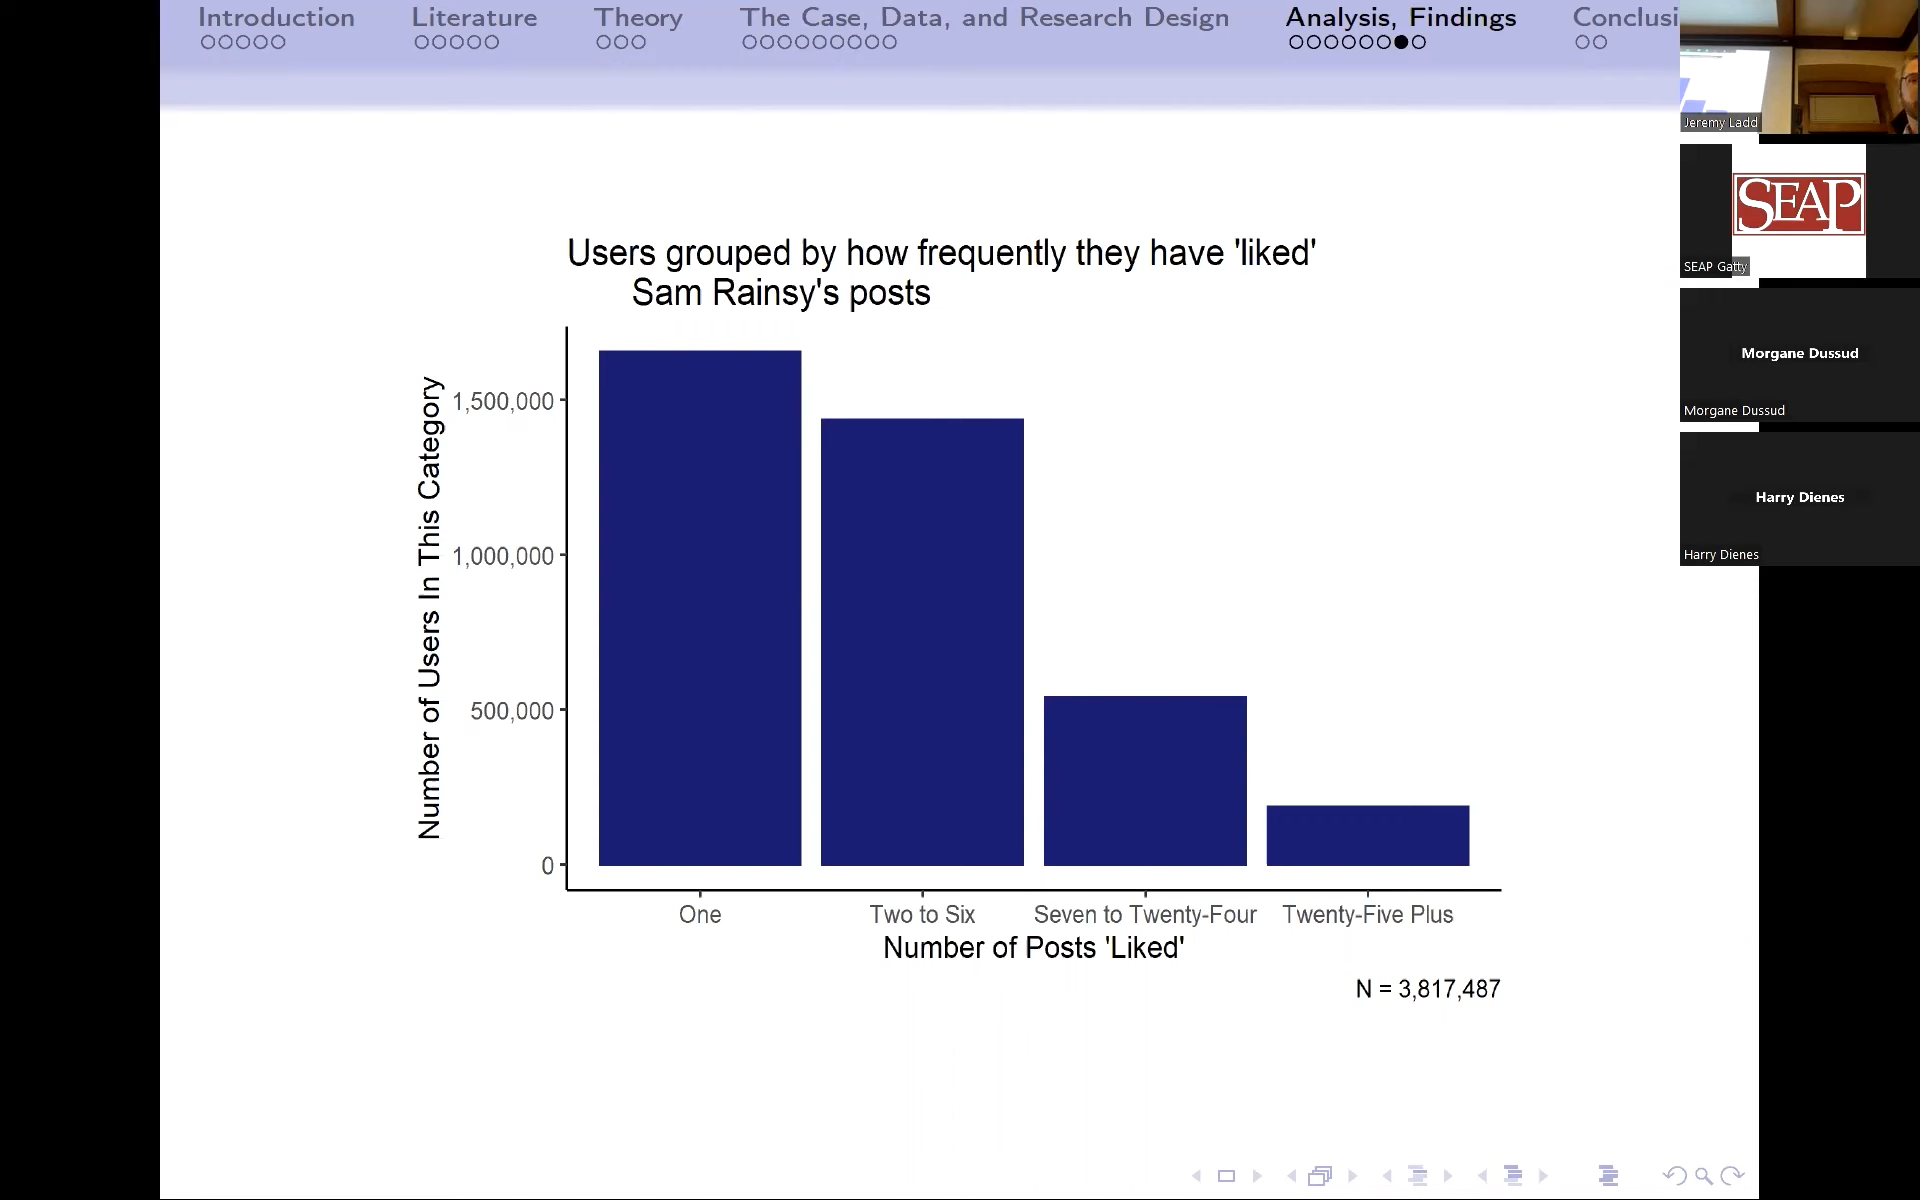 Introduction
Literature
Theory
The Case, Data, and Research Design
Analysis, Findings
Conclusi
Jeremy Ladd
SEAP
SEAP Gatty
Morgane Dussud
Morgane Dussud
Harry Dienes
Harry Dienes
Users grouped by how frequently they have 'liked'
Sam Rainsy's posts
Number of Users In This Category
1,500,000
1,000,000
500,000
0
One
Two to Six
Seven to Twenty-Four
Twenty-Five Plus
Number of Posts 'Liked'
N = 3,817,487